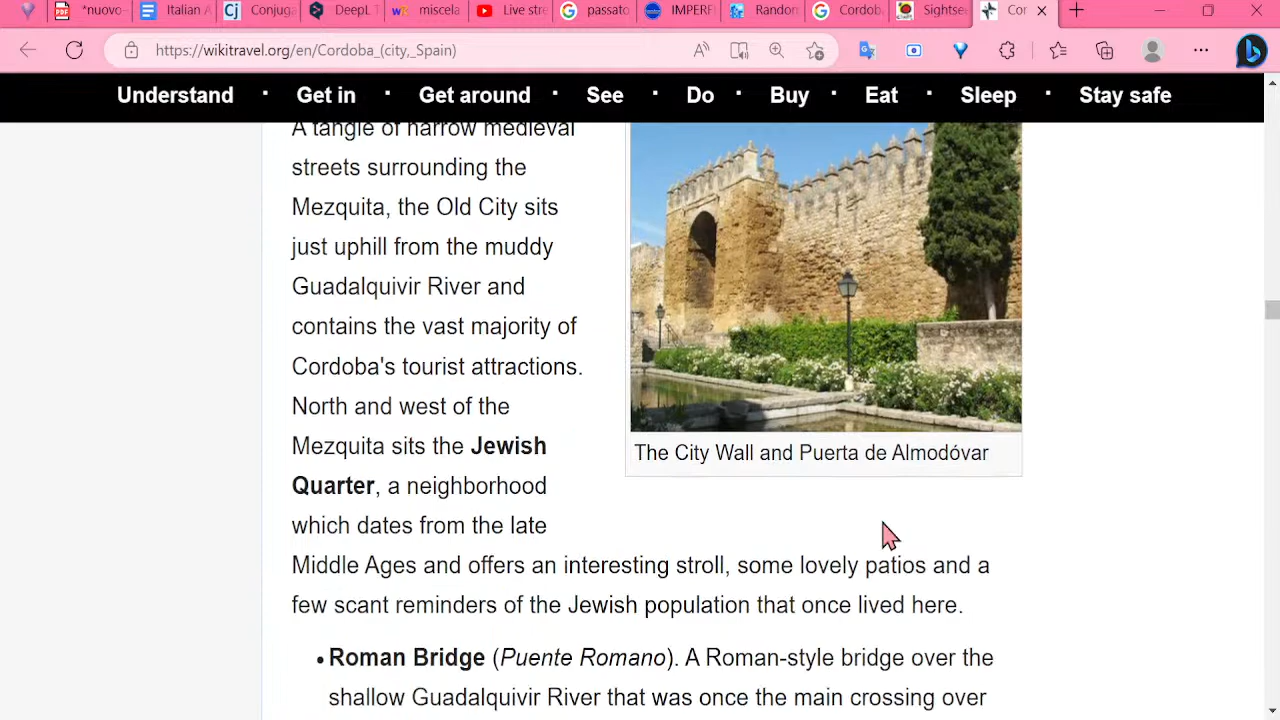 *nuovo-
Italian A
Conjuga
DeepL T
miscela
Live stre
passato
IMPERF
Random
cordob
Sightse
Cor
https://wikitravel.org/en/Cordoba_(city,_Spain)
Understand · Get in · Get around · See · Do · Buy · Eat · Sleep · Stay safe
A tangle of narrow medieval
streets surrounding the
Mezquita, the Old City sits
just uphill from the muddy
Guadalquivir River and
contains the vast majority of
Cordoba's tourist attractions.
North and west of the
Mezquita sits the Jewish
Quarter, a neighborhood
which dates from the late
Middle Ages and offers an interesting stroll, some lovely patios and a
few scant reminders of the Jewish population that once lived here.
The City Wall and Puerta de Almodóvar
• Roman Bridge (Puente Romano). A Roman-style bridge over the
shallow Guadalquivir River that was once the main crossing over